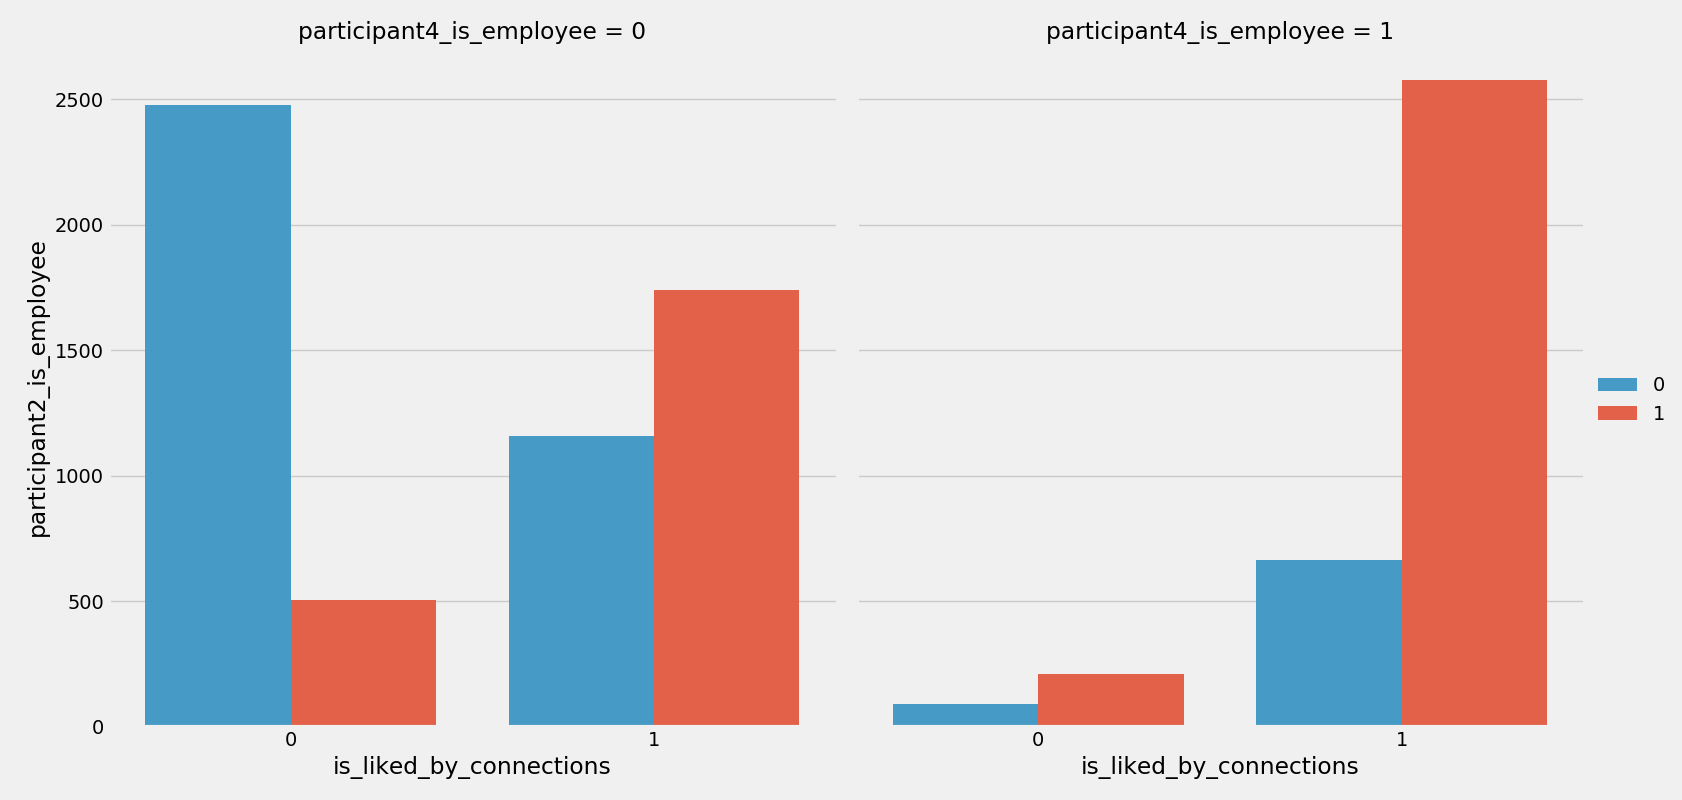 participant4_is_employee = 0
participant4_is_employee = 1
participant2_is_employee
2500
2000
1500
1000
500
0
0
1
0
1
is_liked_by_connections
is_liked_by_connections
0
1